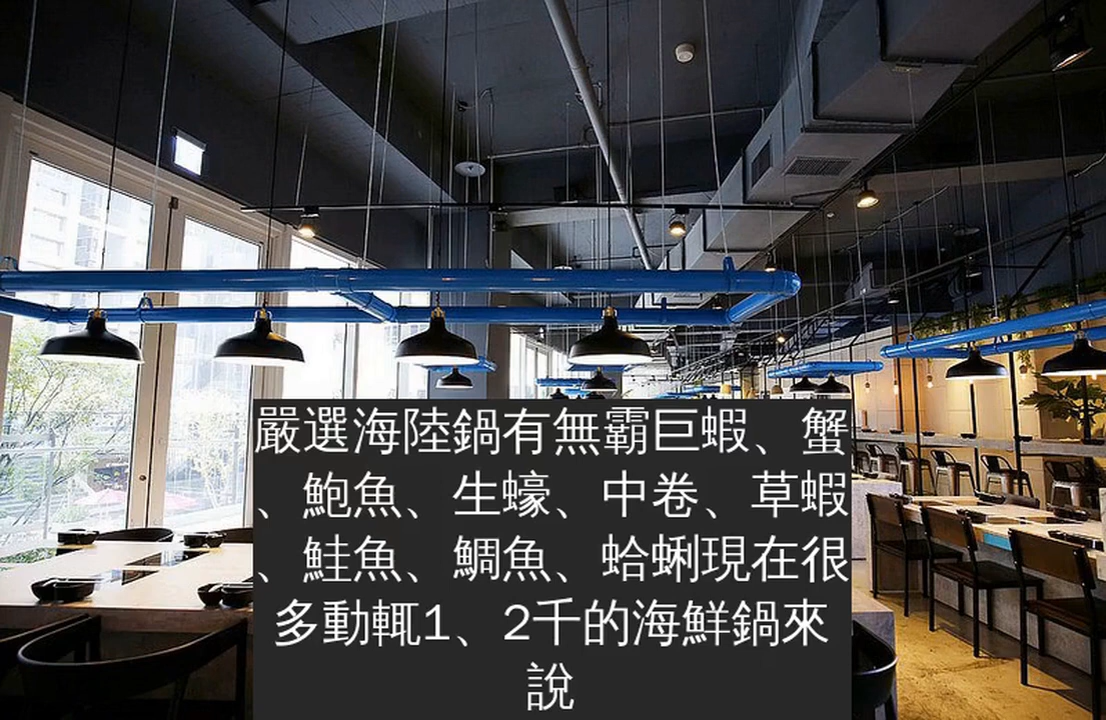 嚴選海陸鍋有無霸巨蝦、蟹
、鮑魚、生蠔、中卷、草蝦
、鮭魚、鯛魚、蛤蜊現在很
多動輒1、2千的海鮮鍋來
說